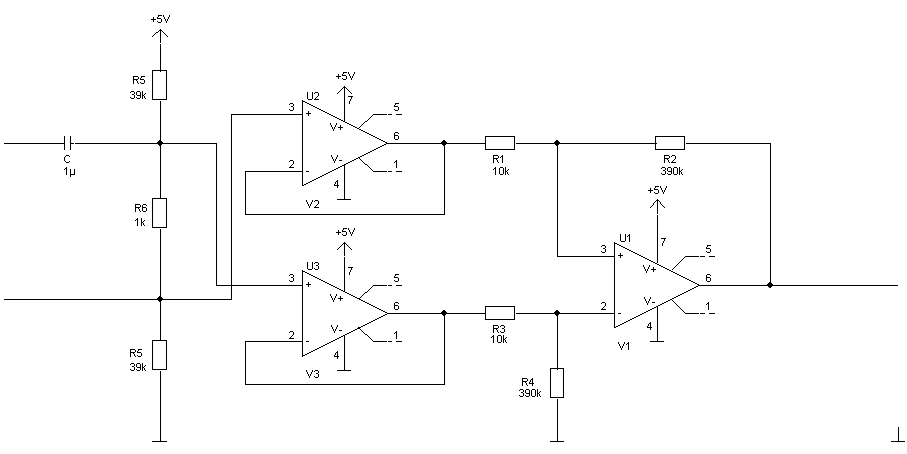 +5V
R5
39k
C
1µ
R6
1k
R5
39k
+5V
7
U2
3
+
V+
5
6
2
-
V-
1
4
V2
+5V
7
U3
3
+
V+
5
6
2
-
V-
1
4
V3
R1
10k
R2
390k
R3
10k
R4
390k
+5V
7
U1
3
+
V+
5
6
2
-
V-
1
4
V1